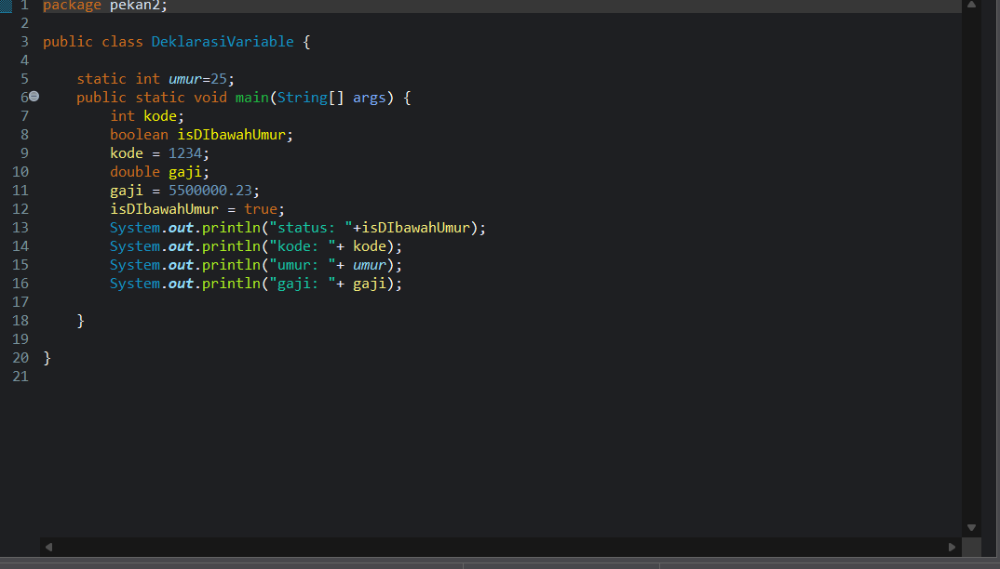 1 package pekan2;
2
3 public class DeklarasiVariable {
4
5     static int umur=25;
6     public static void main(String[] args) {
7         int kode;
8         boolean isDIbawahUmur;
9         kode = 1234;
10         double gaji;
11         gaji = 5500000.23;
12         isDIbawahUmur = true;
13         System.out.println("status: "+isDIbawahUmur);
14         System.out.println("kode: "+ kode);
15         System.out.println("umur: "+ umur);
16         System.out.println("gaji: "+ gaji);
17
18     }
19
20 }
21